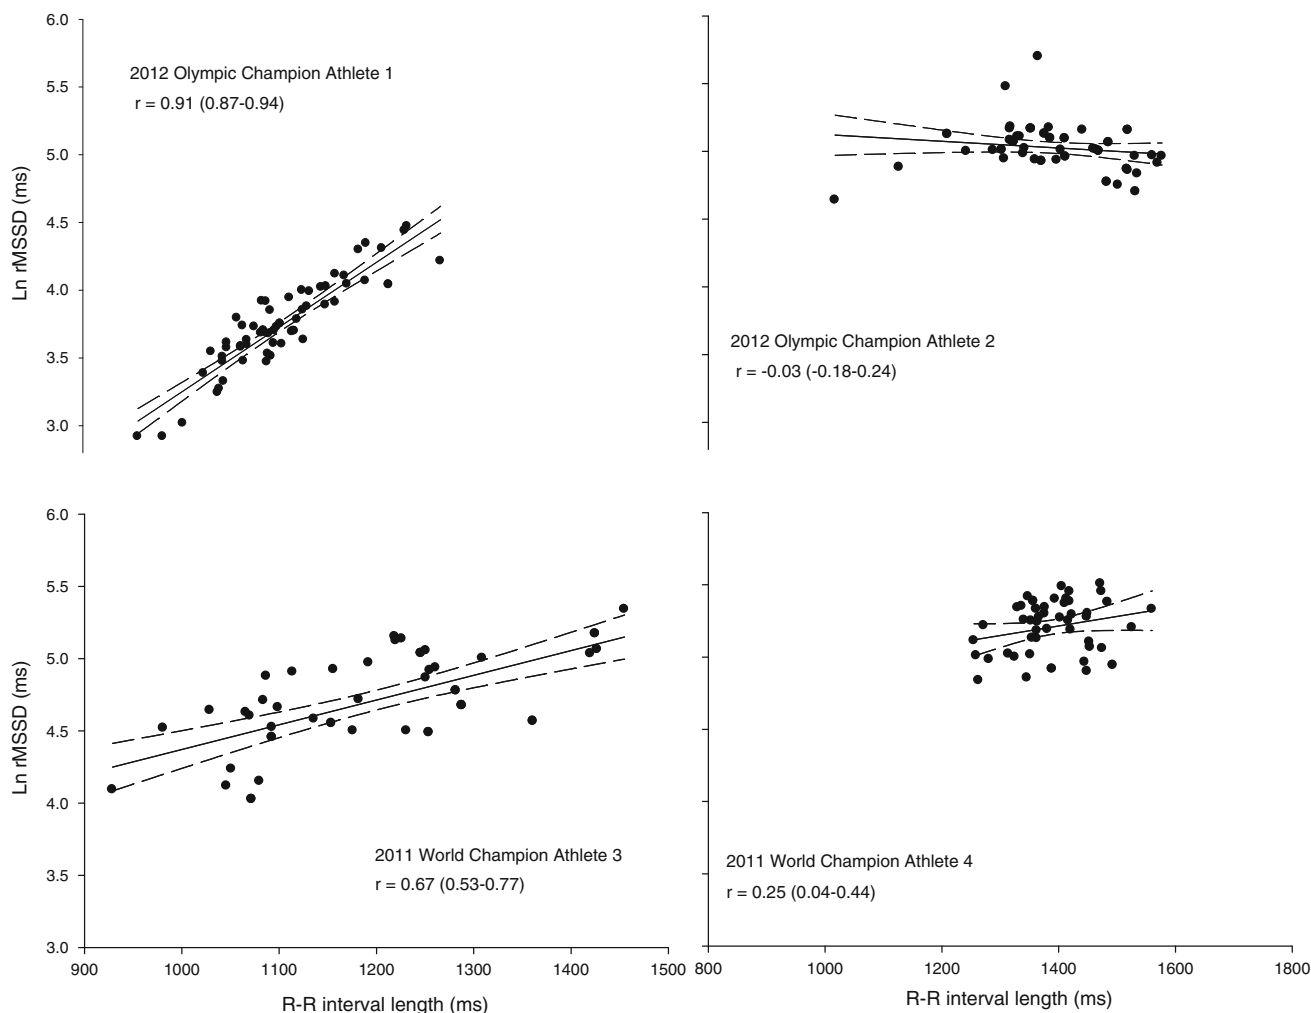 6.0
5.5
5.0
4.5
4.0
3.5
3.0
Ln rMSSD (ms)
2012 Olympic Champion Athlete 1
r = 0.91 (0.87-0.94)
2012 Olympic Champion Athlete 2
r = -0.03 (-0.18-0.24)
6.0
5.5
5.0
4.5
4.0
3.5
3.0
Ln rMSSD (ms)
2011 World Champion Athlete 3
r = 0.67 (0.53-0.77)
900 1000 1100 1200 1300 1400 1500
R-R interval length (ms)
2011 World Champion Athlete 4
r = 0.25 (0.04-0.44)
800 1000 1200 1400 1600 1800
R-R interval length (ms)